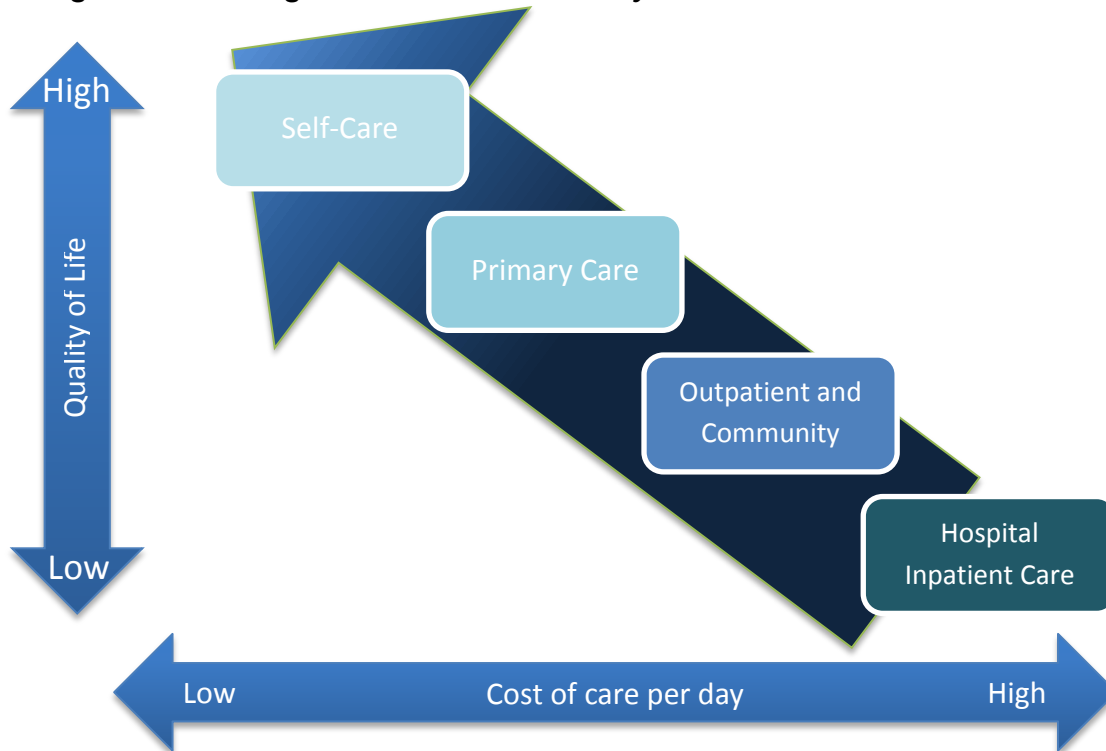 High
Self-Care
Primary Care
Quality of Life
Outpatient and
Community
Hospital
Inpatient Care
Low
Low
Cost of care per day
High